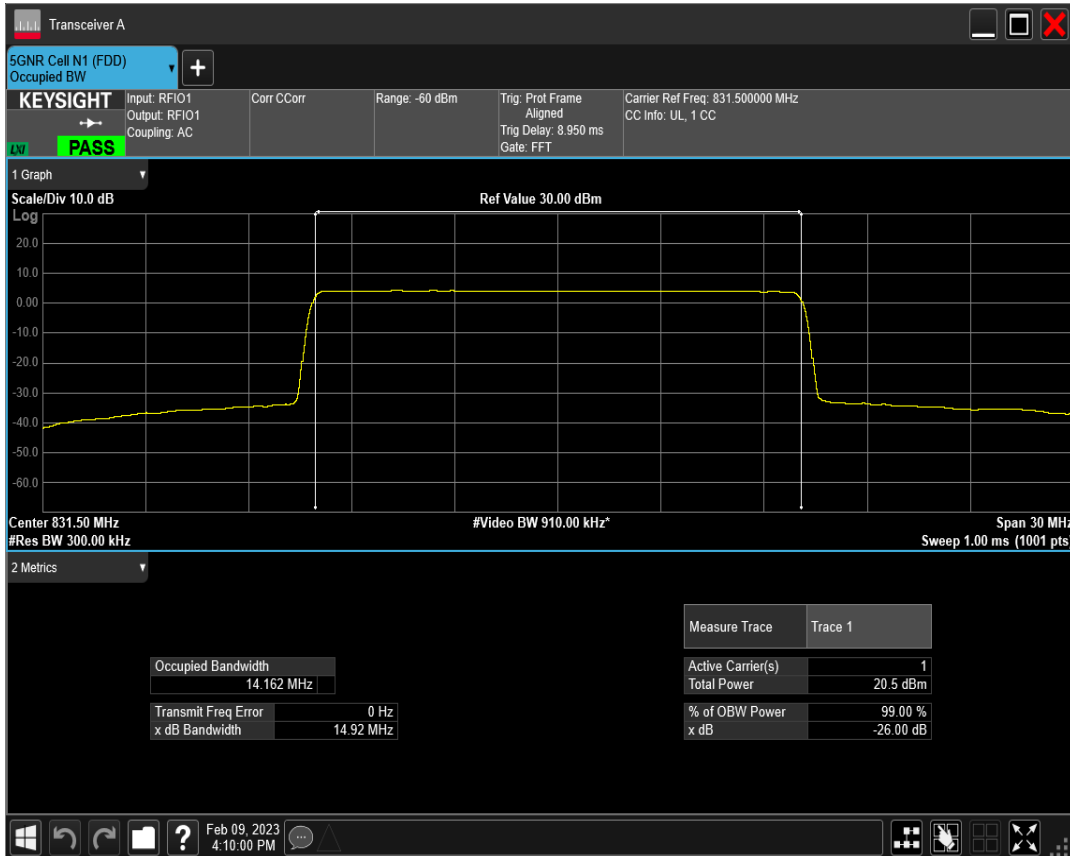 Transceiver A
5GNR Cell N1 (FDD)
Occupied BW
+
KEYSIGHT
LXI
PASS
Input: RFIO1
Output: RFIO1
Coupling: AC
Corr CCorr
Range: -60 dBm
Trig: Prot Frame
Aligned
Trig Delay: 8.950 ms
Gate: FFT
Carrier Ref Freq: 831.500000 MHz
CC Info: UL, 1 CC
1 Graph
Scale/Div 10.0 dB
Ref Value 30.00 dBm
Log
20.0
10.0
0.00
-10.0
-20.0
-30.0
-40.0
-50.0
-60.0
Center 831.50 MHz
#Video BW 910.00 kHz*
Span 30 MHz
#Res BW 300.00 kHz
Sweep 1.00 ms (1001 pts)
2 Metrics
Measure Trace Trace 1
Occupied Bandwidth
14.162 MHz
Active Carrier(s) 1
Total Power 20.5 dBm
Transmit Freq Error 0 Hz
x dB Bandwidth 14.92 MHz
% of OBW Power 99.00 %
x dB -26.00 dB
?
Feb 09, 2023
4:10:00 PM